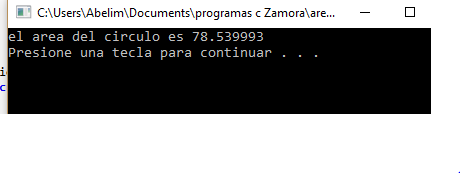 C:\Users\Abelim\Documents\programas c Zamora\are...
el area del circulo es 78.539993
Presione una tecla para continuar . . .